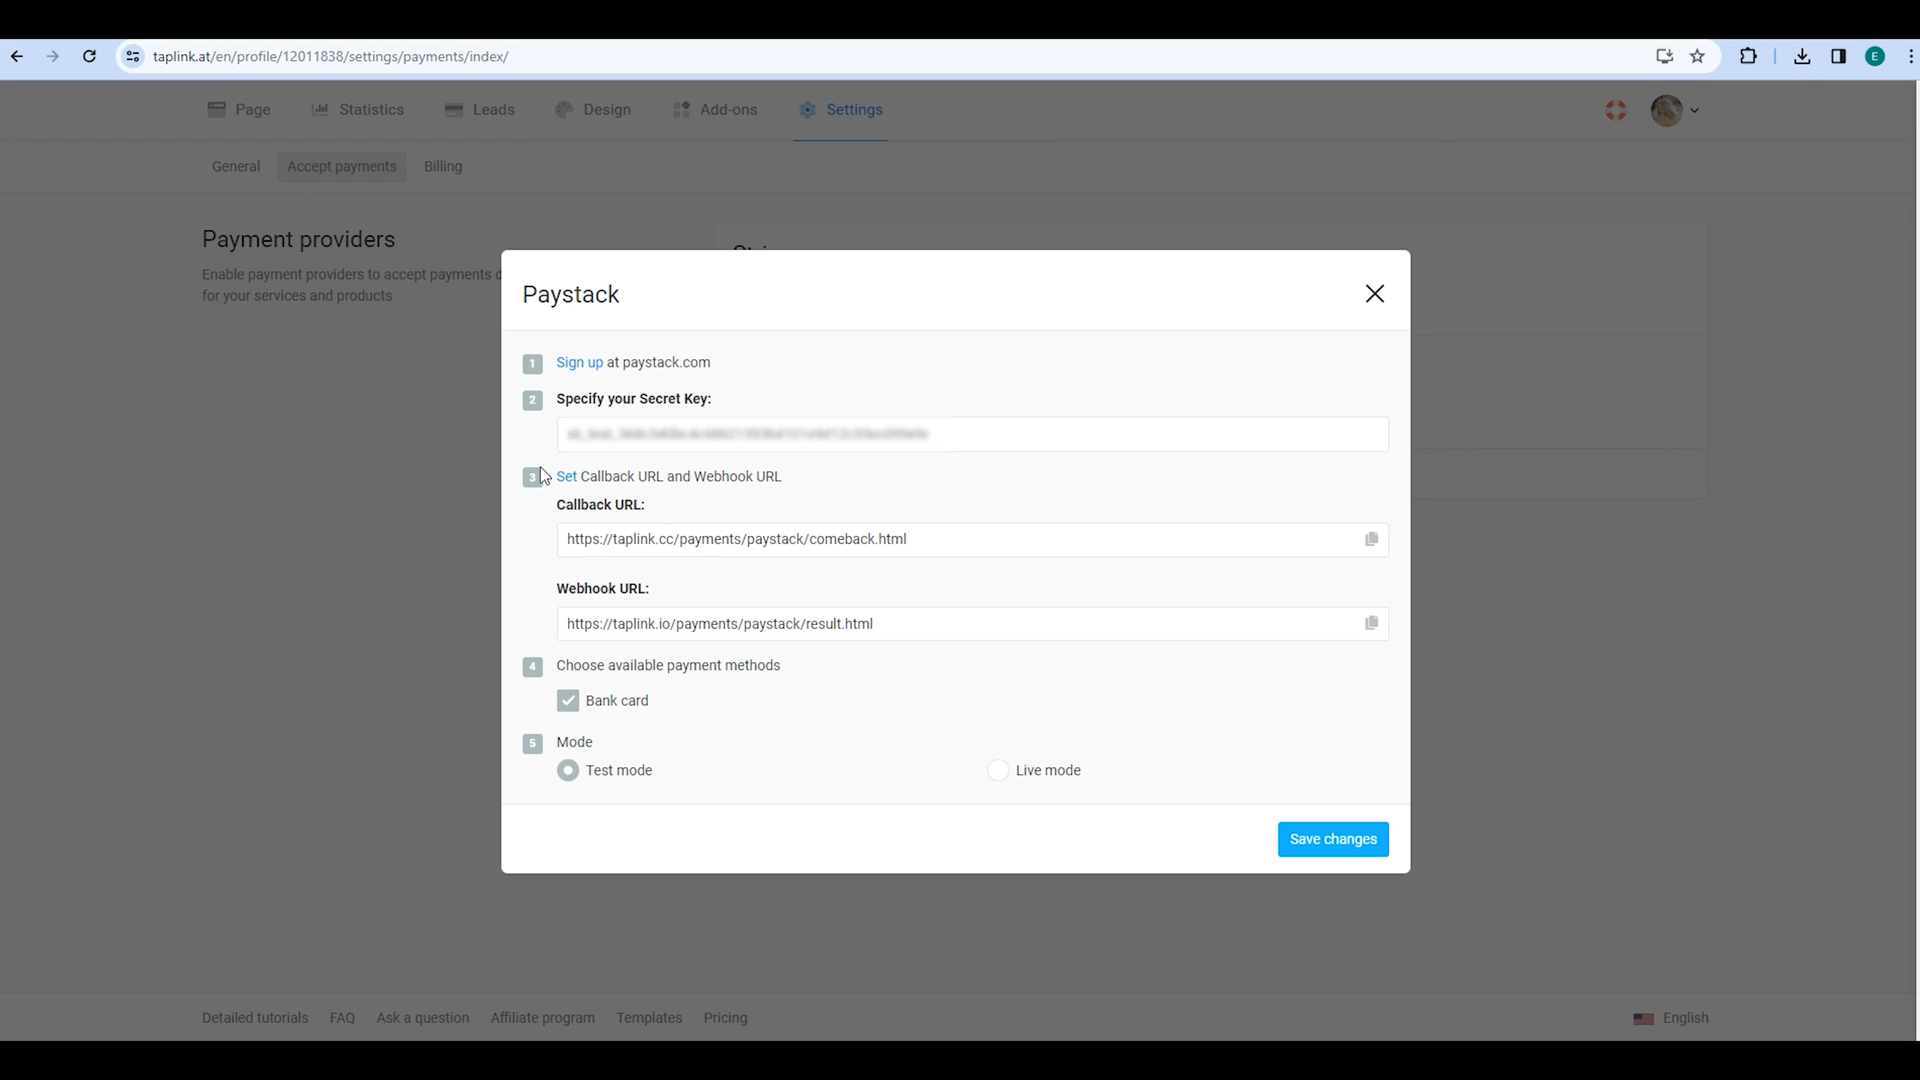 taplink.at/en/profile/12011838/settings/payments/index/
E
Page
Statistics
Leads
Design
Add-ons
Settings
General
Accept payments
Billing
Payment providers
Enable payment providers to accept payments
for your services and products
Paystack
1 Sign up at paystack.com
2 Specify your Secret Key:
3 Set Callback URL and Webhook URL
Callback URL:
https://taplink.cc/payments/paystack/comeback.html
Webhook URL:
https://taplink.io/payments/paystack/result.html
4 Choose available payment methods
Bank card
5 Mode
Test mode
Live mode
Save changes
Detailed tutorials
FAQ
Ask a question
Affiliate program
Templates
Pricing
English